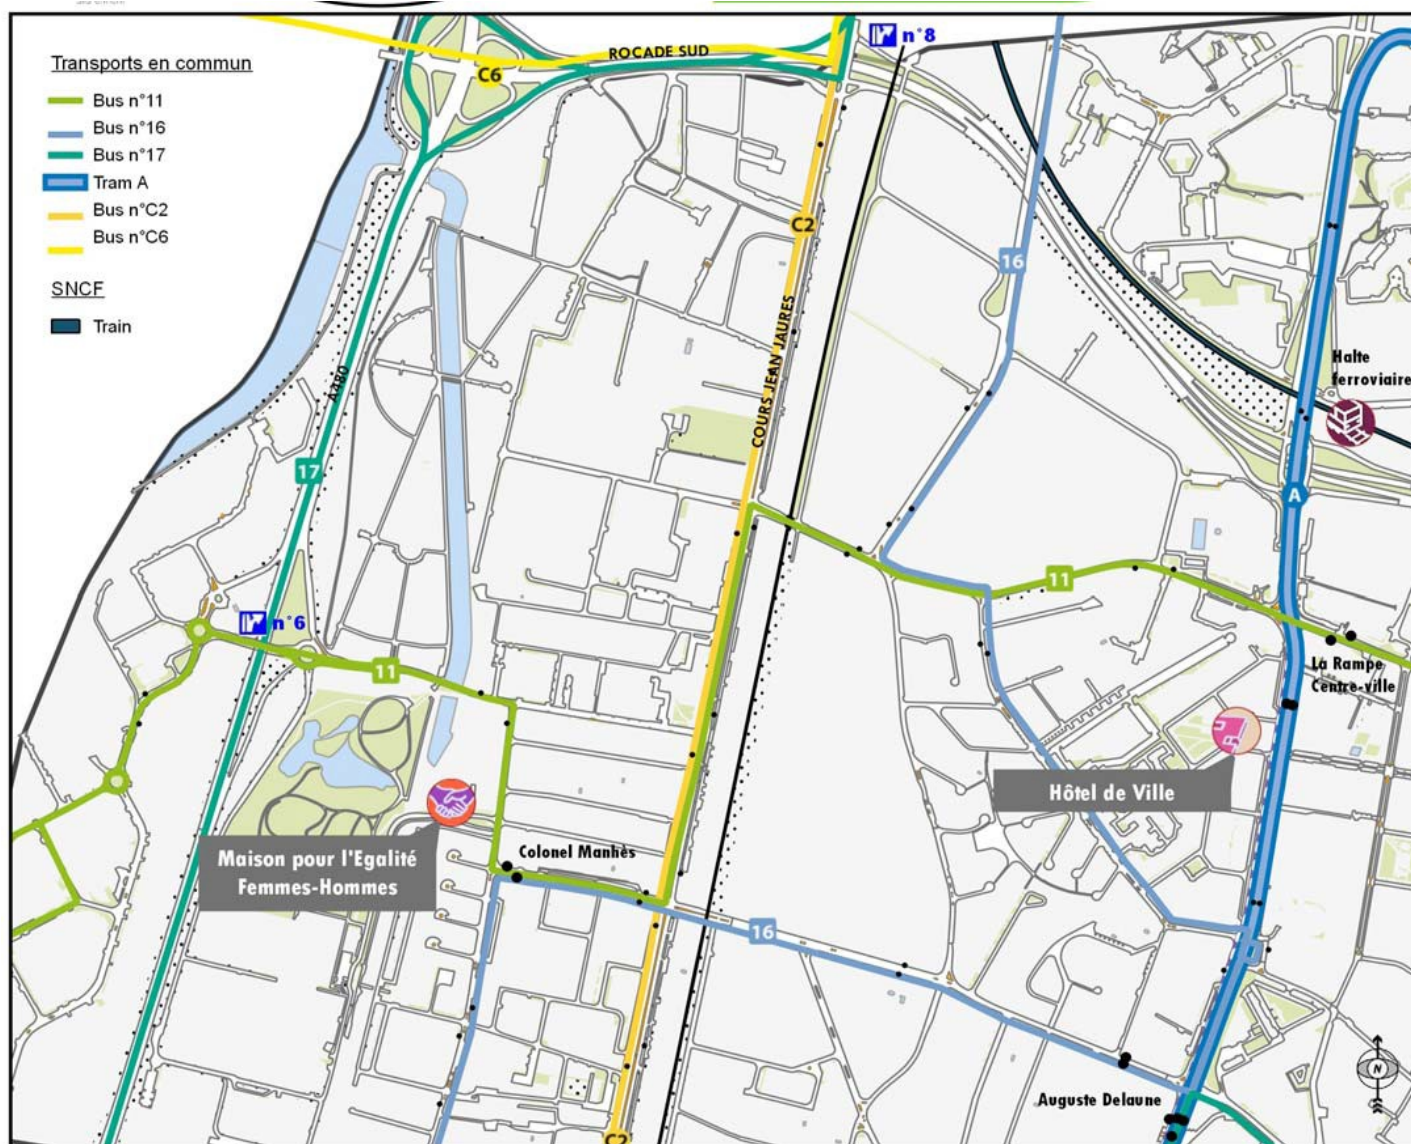 Transports en commun
Bus n°11
Bus n°16
Bus n°17
Tram A
Bus n°C2
Bus n°C6
SNCF
Train
C6
ROCADE SUD
n°8
C2
COURS JEAN JAURES
16
A480
17
Halte
ferroviaire
A
n°6
11
11
La Rampe
Centre-ville
Hôtel de Ville
Maison pour l'Egalité
Femmes-Hommes
Colonel Manhès
16
Auguste Delaune
N
C2